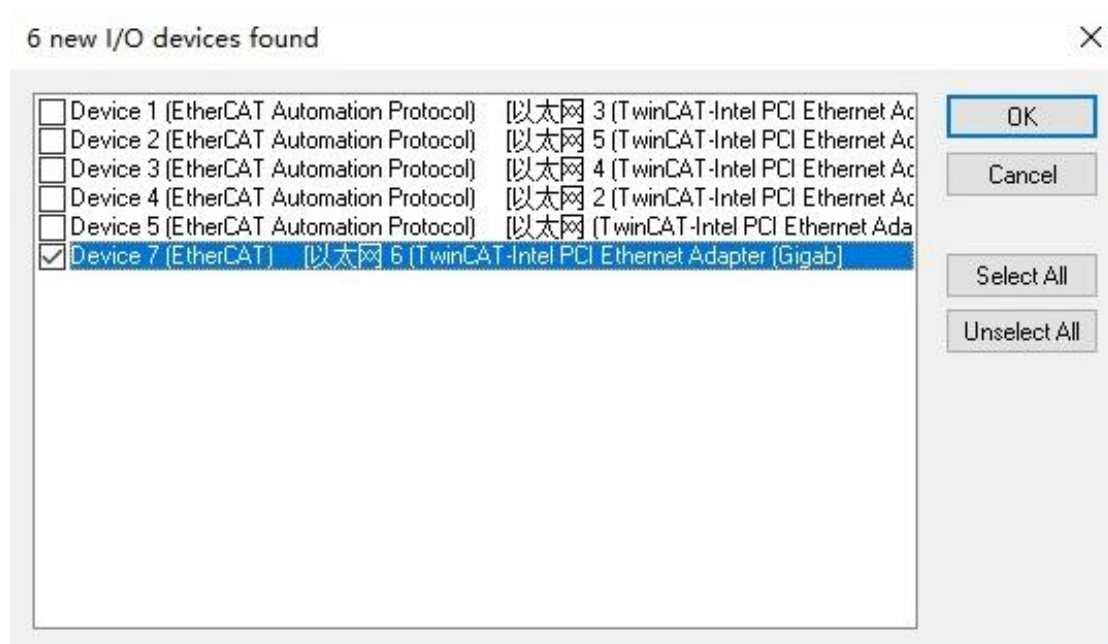 6 new I/O devices found
Device 1 (EtherCAT Automation Protocol) [以太网 3 (TwinCAT-Intel PCI Ethernet Ac
Device 2 (EtherCAT Automation Protocol) [以太网 5 (TwinCAT-Intel PCI Ethernet Ac
Device 3 (EtherCAT Automation Protocol) [以太网 4 (TwinCAT-Intel PCI Ethernet Ac
Device 4 (EtherCAT Automation Protocol) [以太网 2 (TwinCAT-Intel PCI Ethernet Ac
Device 5 (EtherCAT Automation Protocol) [以太网 (TwinCAT-Intel PCI Ethernet Ada
Device 7 (EtherCAT) [以太网 6 (TwinCAT-Intel PCI Ethernet Adapter (Gigab]
OK
Cancel
Select All
Unselect All